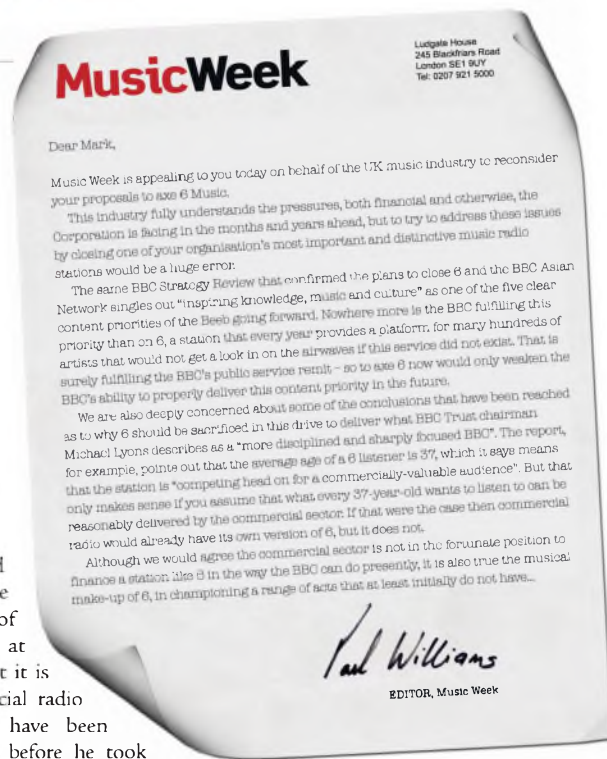 MusicWeek
Ludgate House
245 Blackfriars Road
London SE1 9UY
Tel: 0207 921 5000
Dear Mark,
Music Week is appealing to you today on behalf of the UK music industry to reconsider
your proposals to axe 6 Music.
This industry fully understands the pressures, both financial and otherwise, the
Corporation is facing in the months and years ahead, but to try to address these issues
by closing one of your organisation's most important and distinctive music radio
stations would be a huge error.
The same BBC Strategy Review that confirmed the plans to close 6 and the BBC Asian
Network singles out "inspiring knowledge, music and culture" as one of the five clear
content priorities of the Beeb going forward. Nowhere more is the BBC fulfilling this
priority than on 6, a station that every year provides a platform for many hundreds of
artists that would not get a look in on the airwaves if this service did not exist. That is
surely fulfilling the BBC's public service remit – so to axe 6 now would only weaken the
BBC's ability to properly deliver this content priority in the future.
We are also deeply concerned about some of the conclusions that have been reached
as to why 6 should be sacrificed in this drive to deliver what BBC Trust chairman
Michael Lyons describes as a "more disciplined and sharply focused BBC". The report,
for example, points out that the average age of a 6 listener is 37, which it says means
that the station is "competing head on for a commercially-valuable audience". But that
only makes sense if you assume that what every 37-year-old wants to listen to can be
reasonably delivered by the commercial sector. If that were the case then commercial
radio would already have its own version of 6, but it does not.
Although we would agree the commercial sector is not in the fortunate position to
finance a station like 6 in the way the BBC can do presently, it is also true the musical
make-up of 6, in championing a range of acts that at least initially do not have...
Paul Williams
EDITOR, Music Week
of
at
it is
radio
have been
before he took